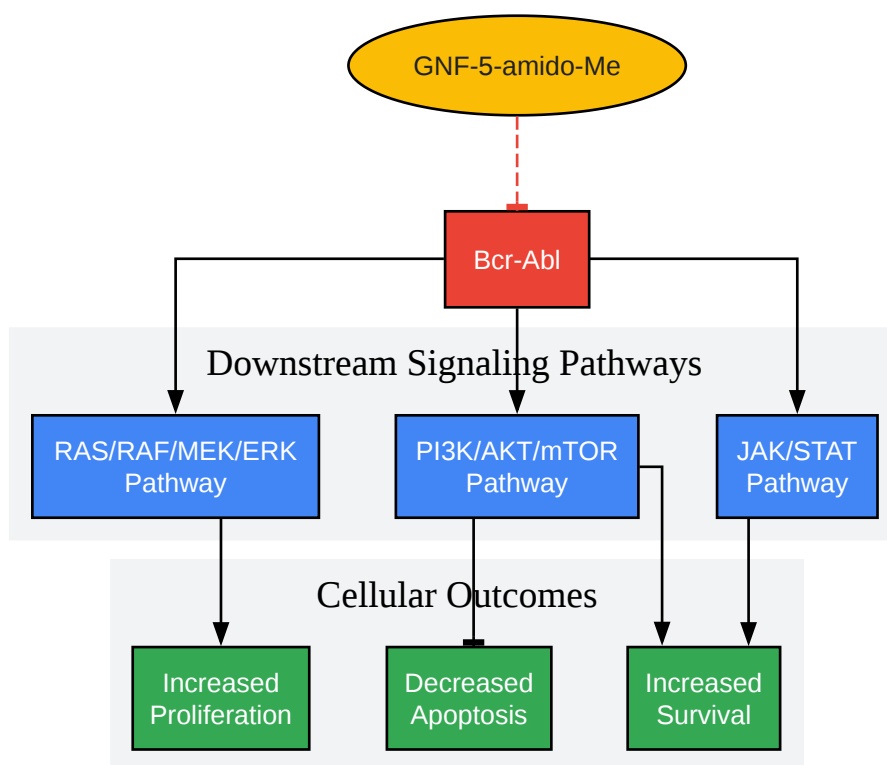 GNF-5-amido-Me
Bcr-Abl
Downstream Signaling Pathways
RAS/RAF/MEK/ERK
Pathway
PI3K/AKT/mTOR
Pathway
JAK/STAT
Pathway
Cellular Outcomes
Increased
Proliferation
Decreased
Apoptosis
Increased
Survival